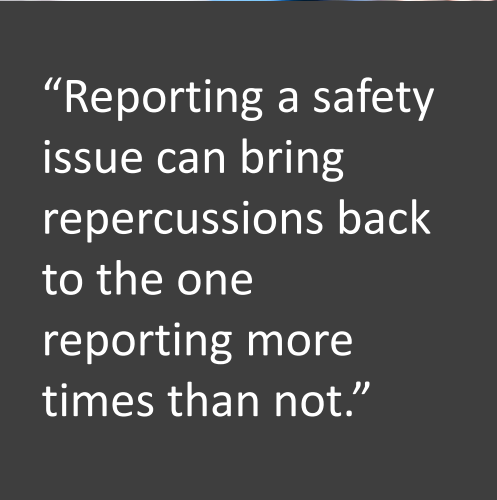 “Reporting a safety
issue can bring
repercussions back
to the one
reporting more
times than not.”